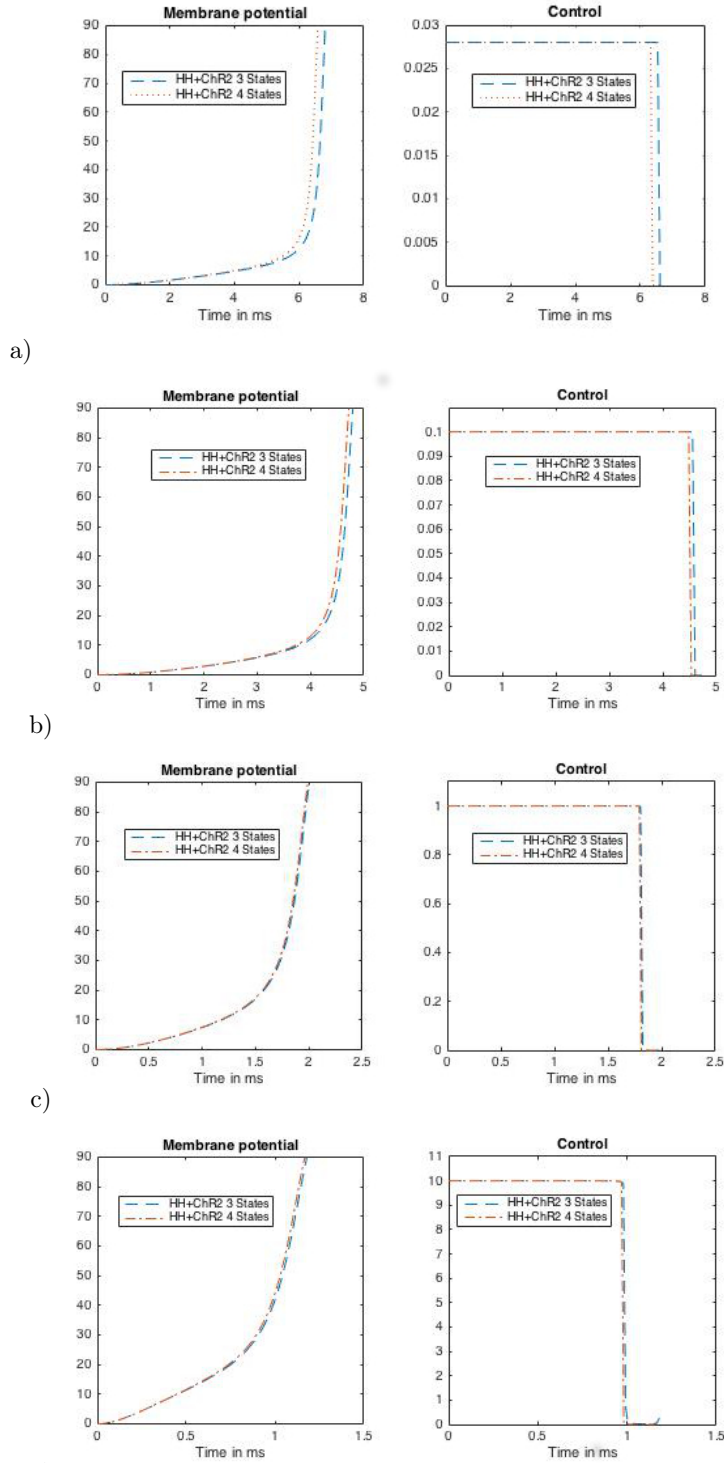 Membrane potential
90
80
70
60
50
40
30
20
10
0
HH+ChR2 3 States
HH+ChR2 4 States
0 2 4 6 8
Time in ms
Control
0.03
0.025
0.02
0.015
0.01
0.005
0
HH+ChR2 3 States
HH+ChR2 4 States
0 2 4 6 8
Time in ms
a)
Membrane potential
90
80
70
60
50
40
30
20
10
0
HH+ChR2 3 States
HH+ChR2 4 States
0 1 2 3 4 5
Time in ms
Control
0.1
0.09
0.08
0.07
0.06
0.05
0.04
0.03
0.02
0.01
0
HH+ChR2 3 States
HH+ChR2 4 States
0 1 2 3 4 5
Time in ms
b)
Membrane potential
90
80
70
60
50
40
30
20
10
0
HH+ChR2 3 States
HH+ChR2 4 States
0 0.5 1 1.5 2 2.5
Time in ms
Control
1
0.8
0.6
0.4
0.2
0
HH+ChR2 3 States
HH+ChR2 4 States
0 0.5 1 1.5 2 2.5
Time in ms
c)
Membrane potential
90
80
70
60
50
40
30
20
10
0
HH+ChR2 3 States
HH+ChR2 4 States
0 0.5 1 1.5
Time in ms
Control
11
10
9
8
7
6
5
4
3
2
1
0
HH+ChR2 3 States
HH+ChR2 4 States
0 0.5 1 1.5
Time in ms